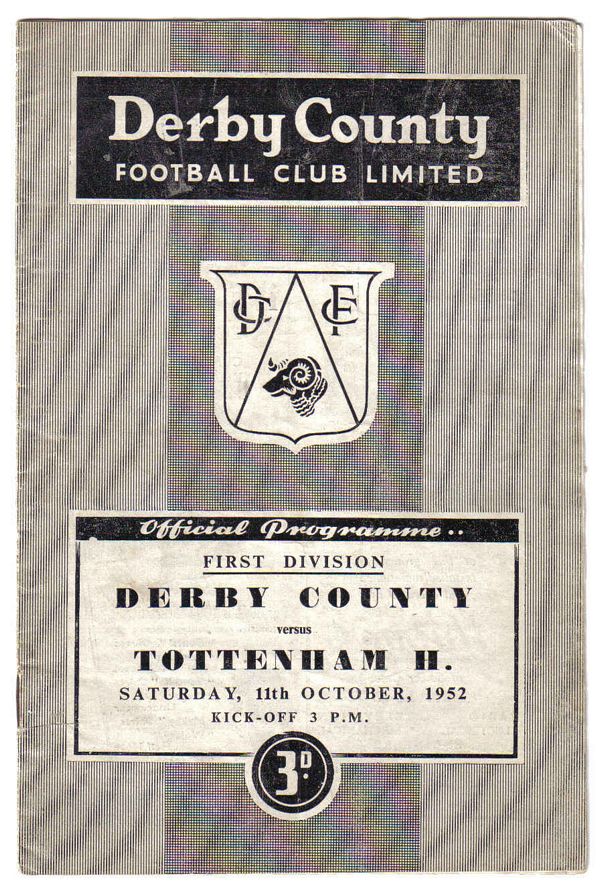 Derby County
FOOTBALL CLUB LIMITED
D C F C
Official Programme..
FIRST DIVISION
DERBY COUNTY
versus
TOTTENHAM H.
SATURDAY, 11th OCTOBER, 1952
KICK-OFF 3 P.M.
3D.